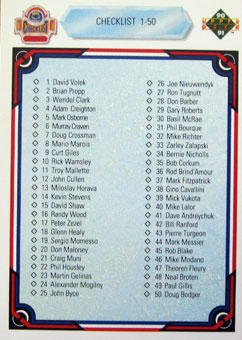 CHECKLIST 1-50
CHECKLIST
90
91
1 David Volek
2 Brian Propp
3 Wendel Clark
4 Adam Creighton
5 Mark Osborne
6 Murray Craven
7 Doug Crossman
8 Mario Marois
9 Curt Giles
10 Rick Wamsley
11 Troy Mallette
12 John Cullen
13 Miloslav Horava
14 Kevin Stevens
15 David Shaw
16 Randy Wood
17 Peter Zezel
18 Glenn Healy
19 Sergio Momesso
20 Don Maloney
21 Craig Muni
22 Phil Housley
23 Martin Gelinas
24 Alexander Mogilny
25 John Byce
26 Joe Nieuwendyk
27 Ron Tugnutt
28 Don Barber
29 Gary Roberts
30 Basil McRae
31 Phil Bourque
32 Mike Richter
33 Zarley Zalapski
34 Bernie Nicholls
35 Bob Corkum
36 Rod Brind Amour
37 Mark Fitzpatrick
38 Gino Cavallini
39 Mick Vukota
40 Mike Lalor
41 Dave Andreychuk
42 Bill Ranford
43 Pierre Turgeon
44 Mark Messier
45 Rob Blake
46 Mike Modano
47 Theoren Fleury
48 Neal Broten
49 Paul Gillis
50 Doug Bodger